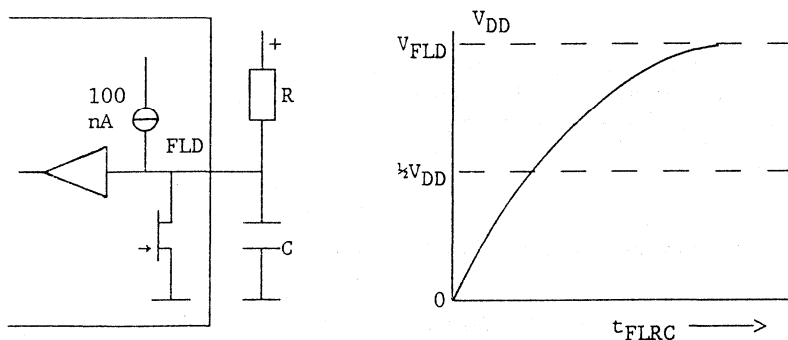 100
nA
FLD
+
R
C
V_DD
V_FLD
½V_DD
0
t_FLRC